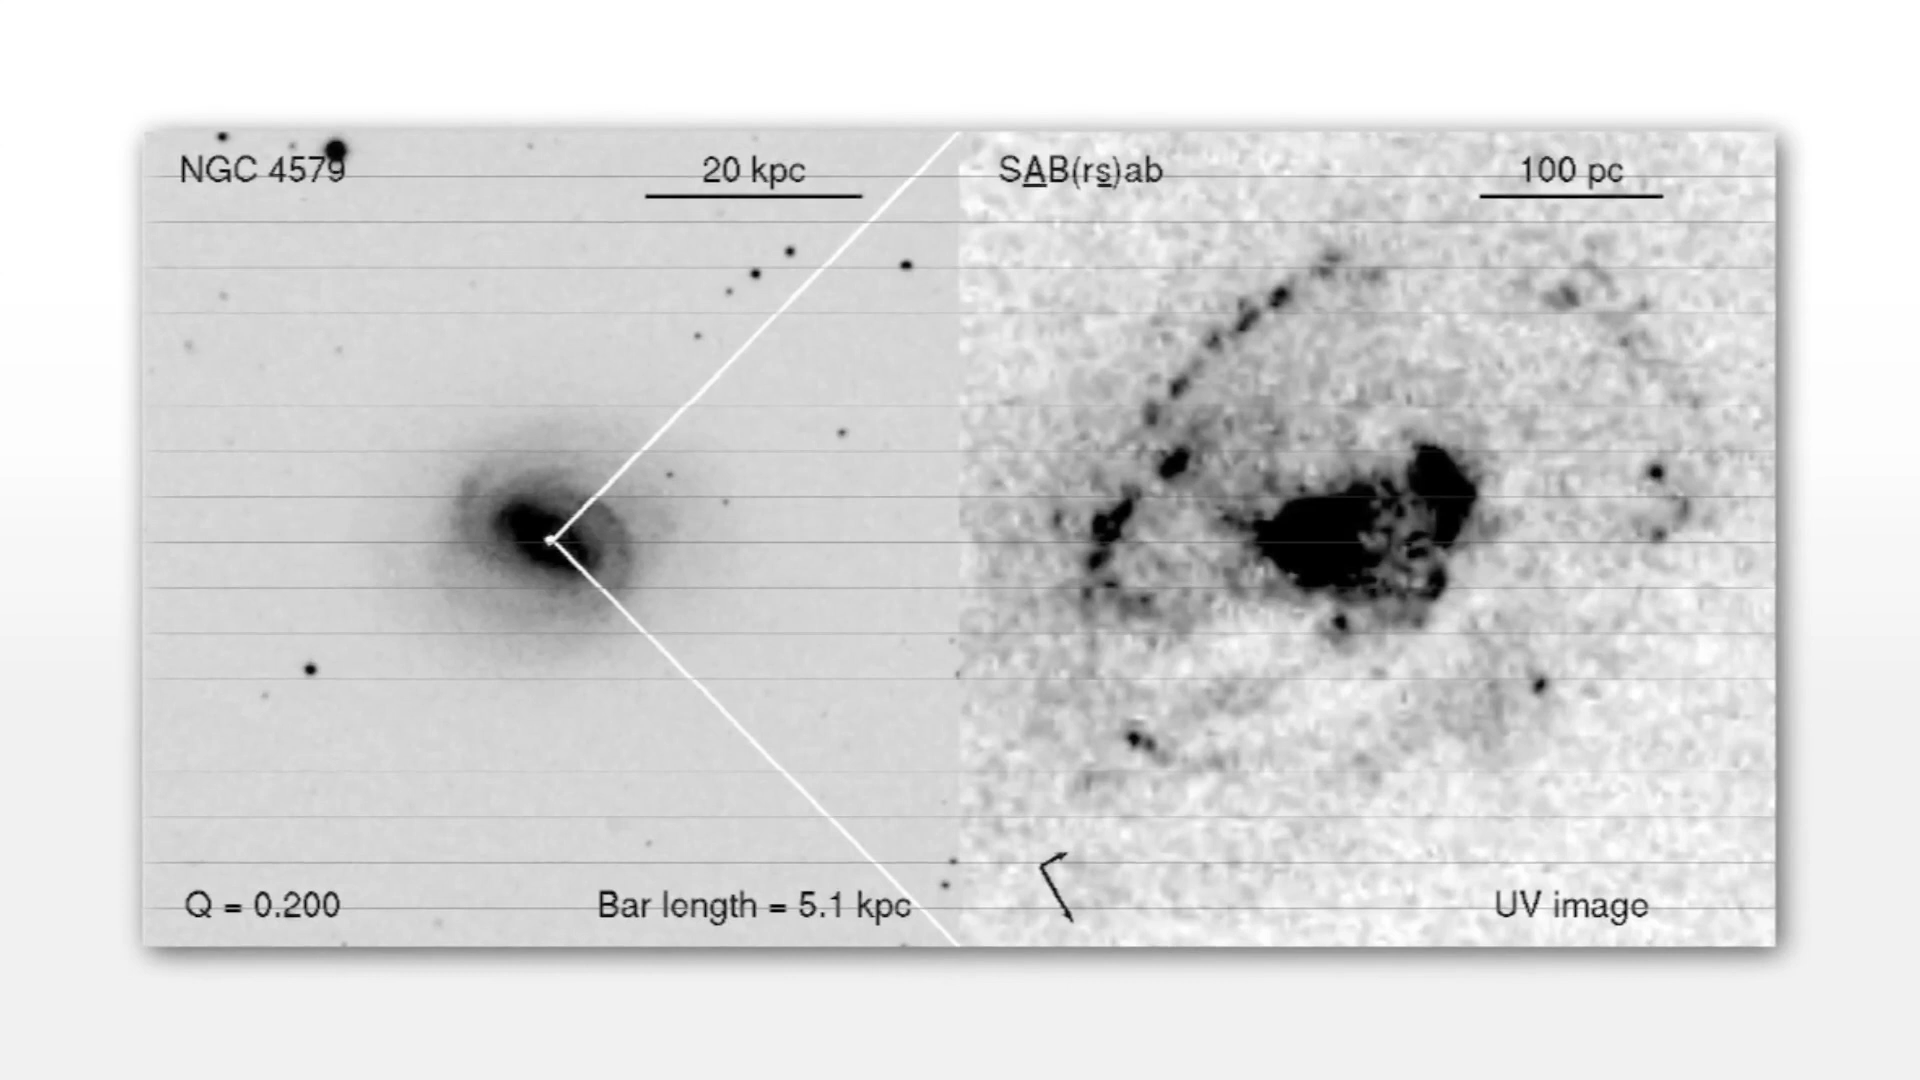 NGC 4579
20 kpc
SAB(rs)ab
100 pc
Q = 0.200
Bar length = 5.1 kpc
UV image